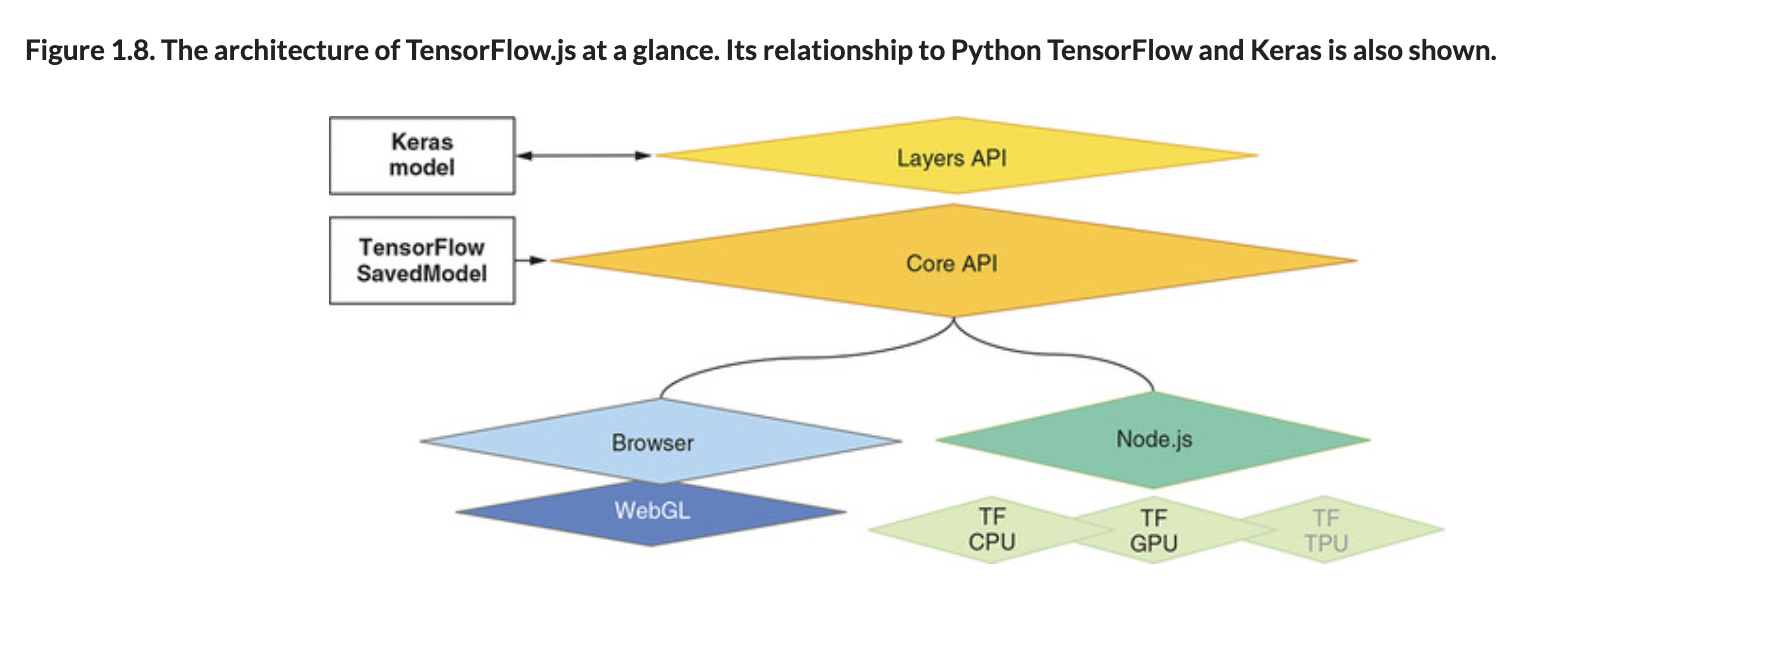 Figure 1.8. The architecture of TensorFlow.js at a glance. Its relationship to Python TensorFlow and Keras is also shown.
Keras
model
Layers API
TensorFlow
SavedModel
Core API
Browser
Node.js
WebGL
TF
CPU
TF
GPU
TF
TPU